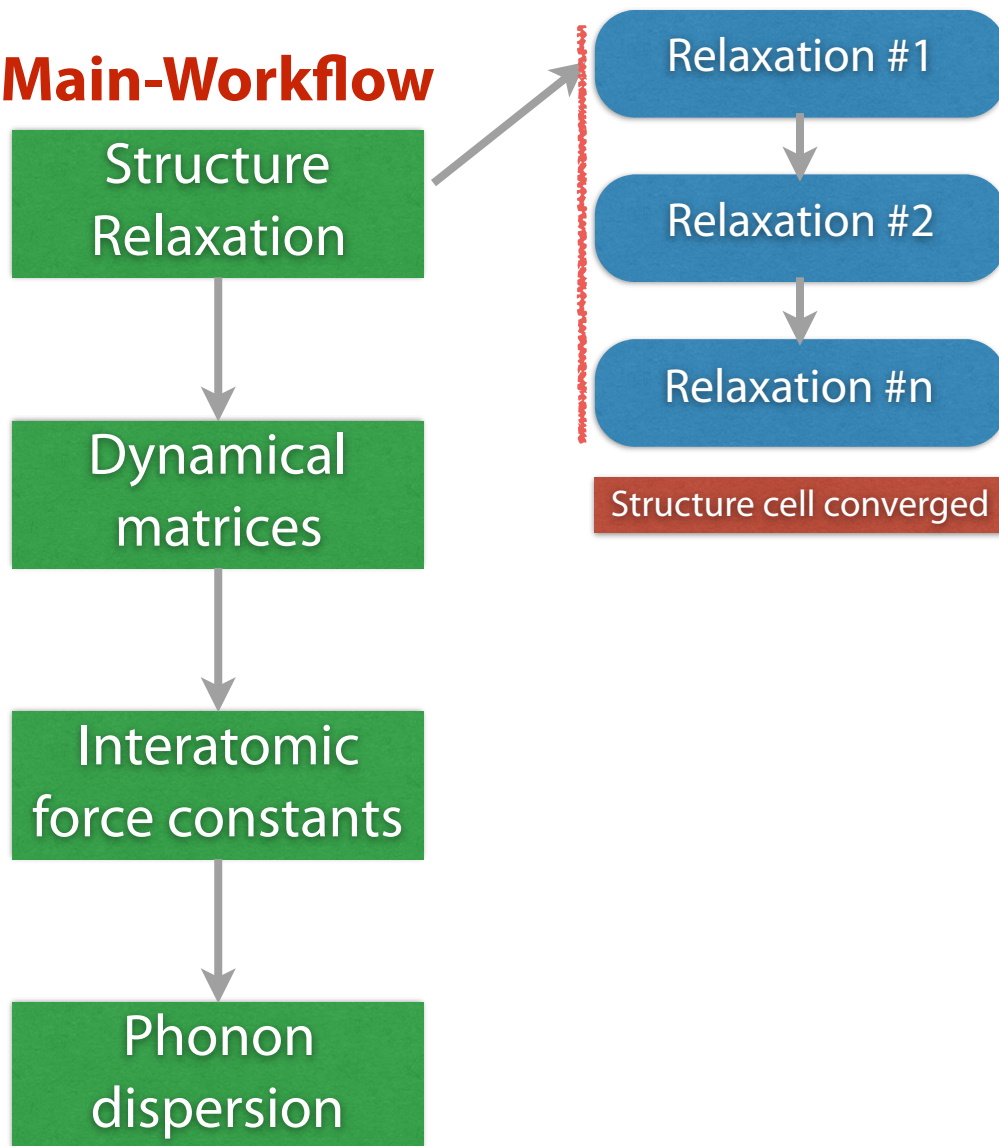 Main-Workflow
Structure
Relaxation
Dynamical
matrices
Interatomic
force constants
Phonon
dispersion
Relaxation #1
Relaxation #2
Relaxation #n
Structure cell converged